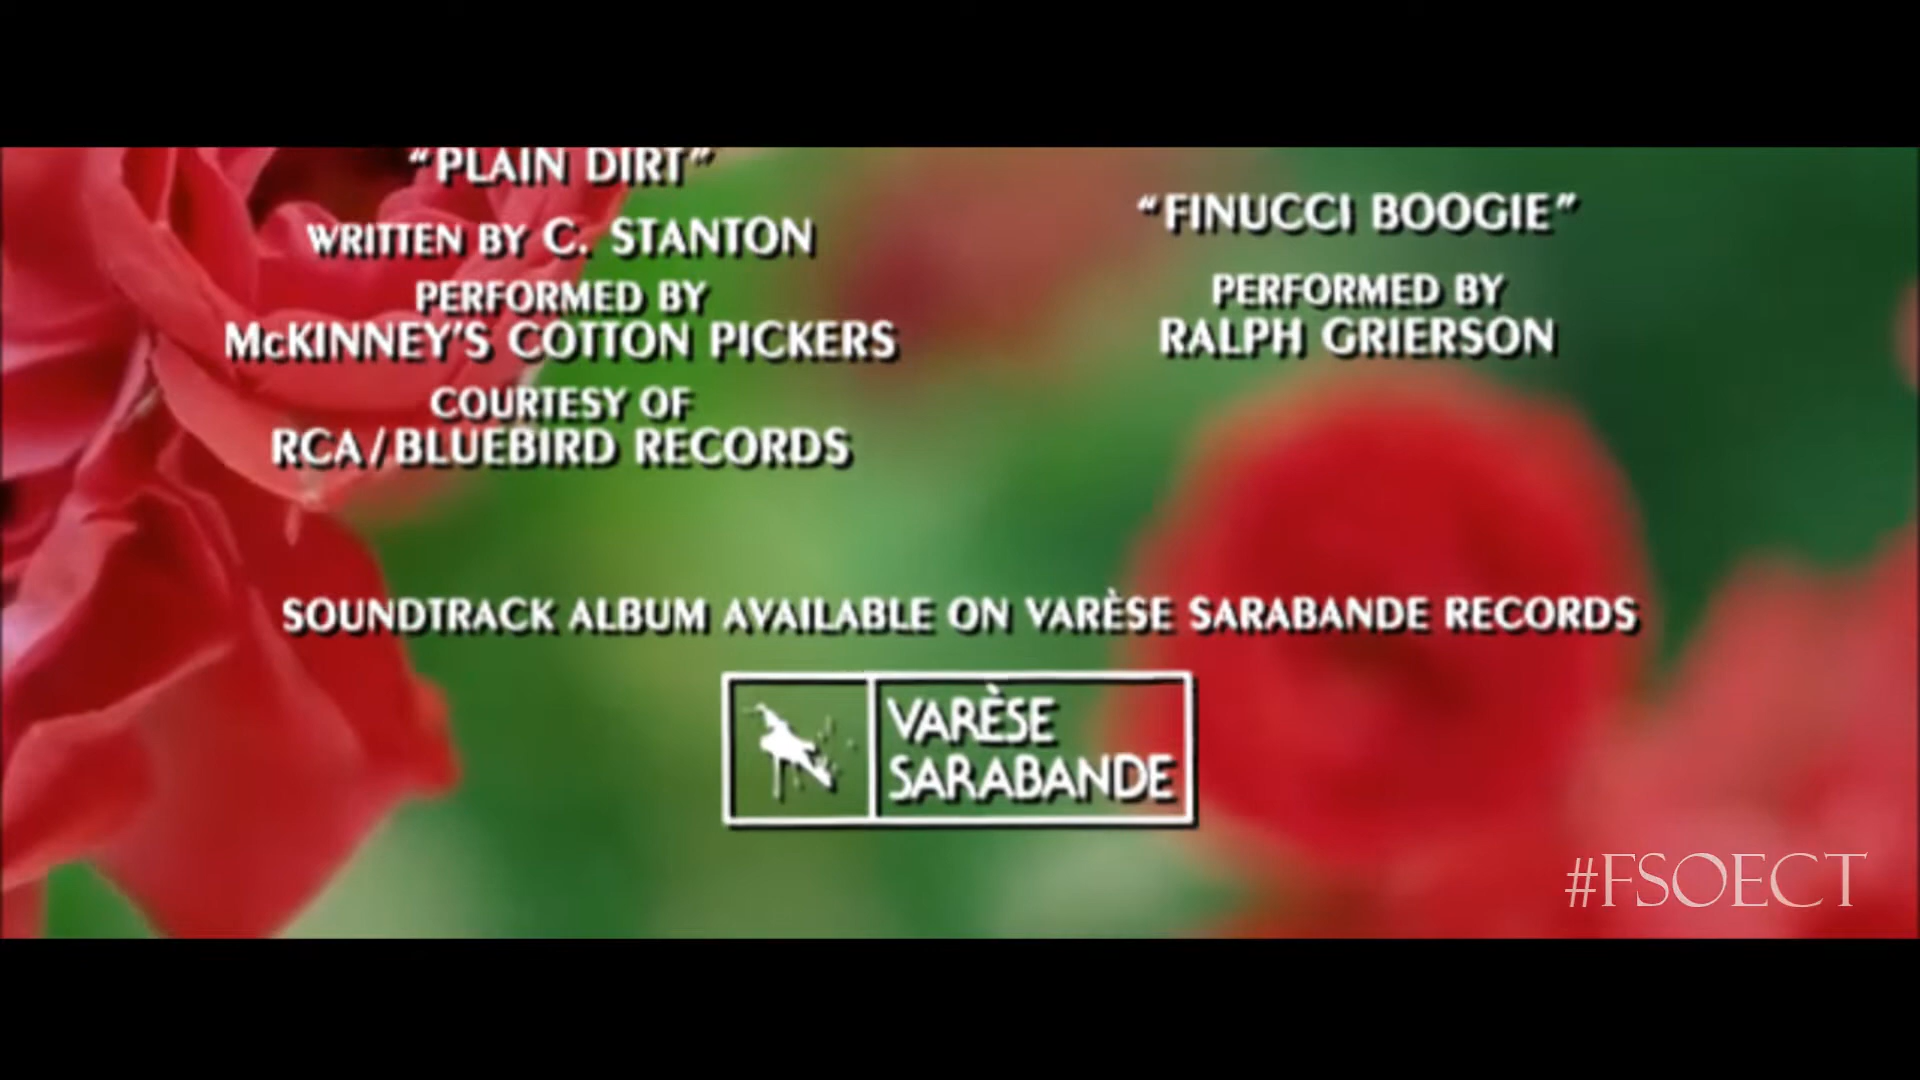 “PLAIN DIRT”
WRITTEN BY C. STANTON
PERFORMED BY
McKINNEY'S COTTON PICKERS
COURTESY OF
RCA/BLUEBIRD RECORDS
“FINUCCI BOOGIE”
PERFORMED BY
RALPH GRIERSON
SOUNDTRACK ALBUM AVAILABLE ON VARÈSE SARABANDE RECORDS
VARÈSE
SARABANDE
#FSOECT